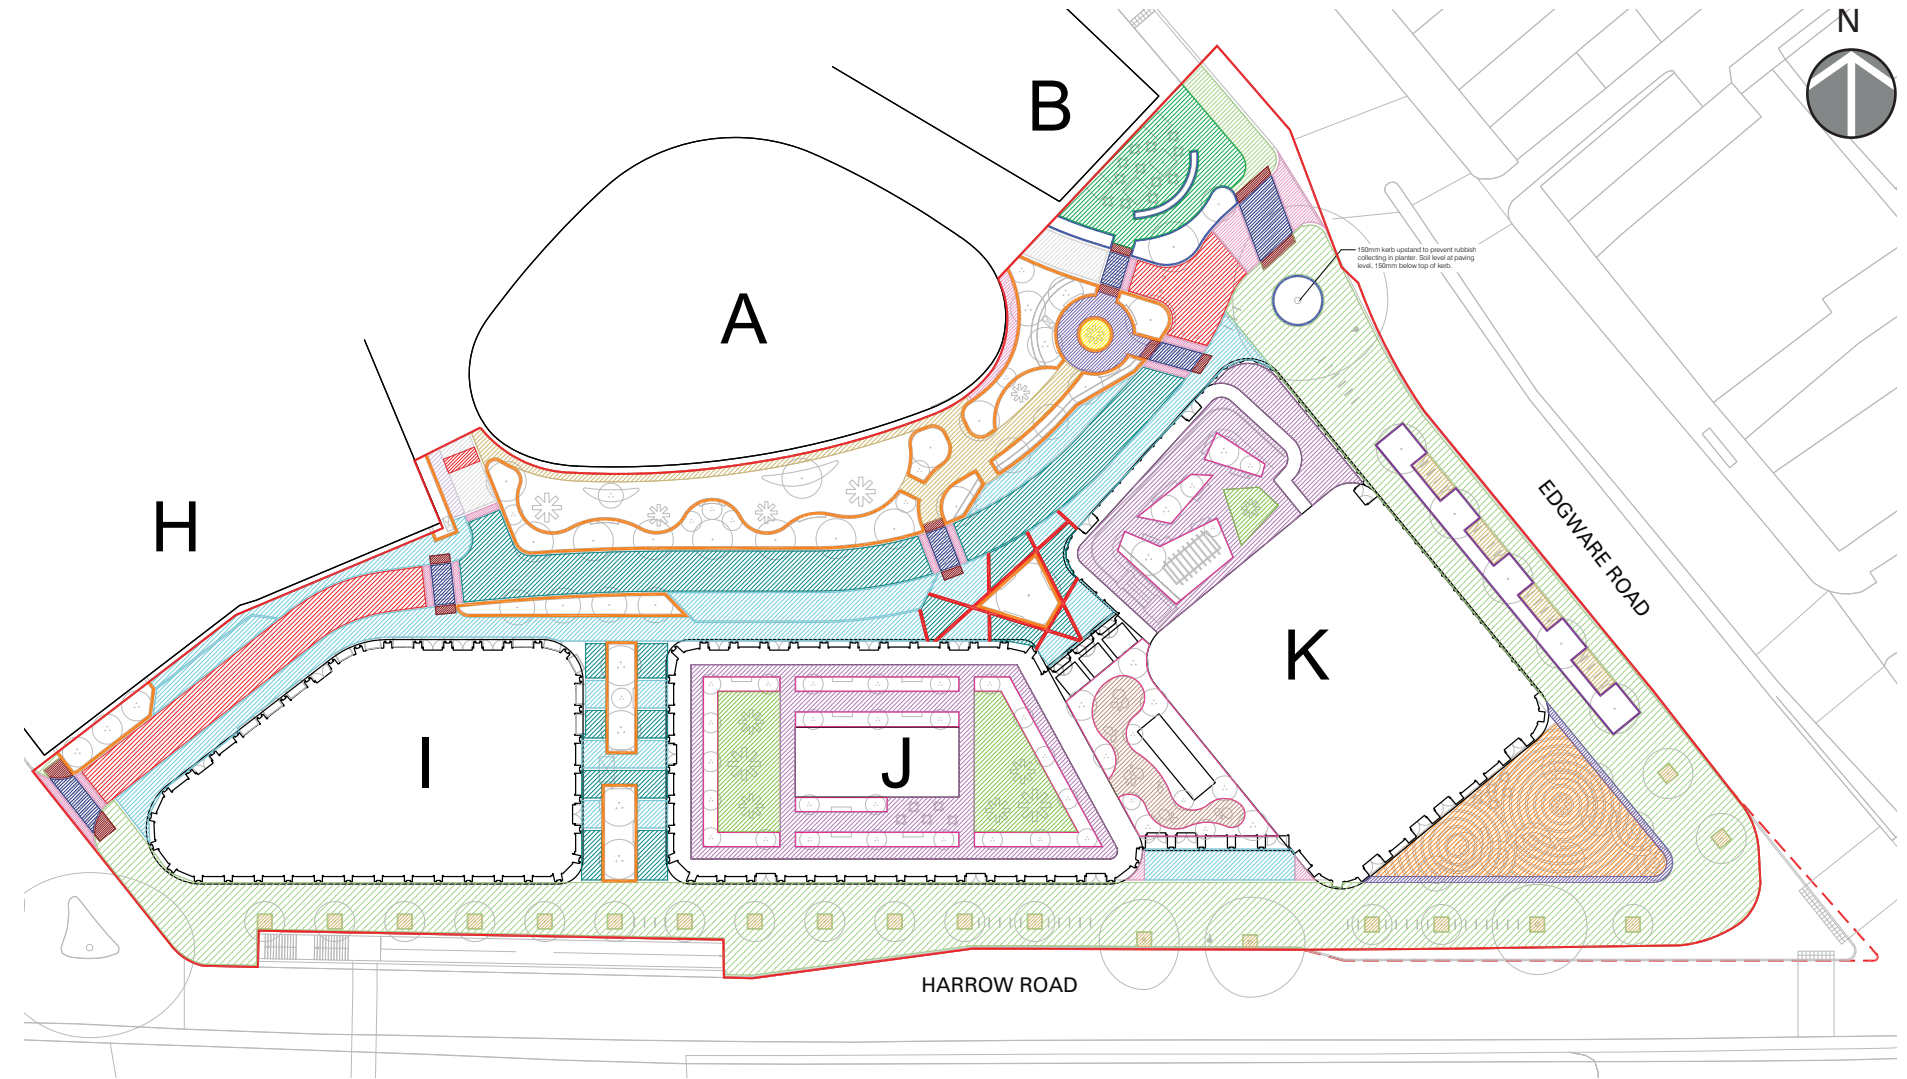 N
B
150mm kerb upstand to prevent rubbish
collecting in planter. Soil level at paving
level, 150mm below top of kerb.
A
H
EDGWARE ROAD
K
I
J
HARROW ROAD